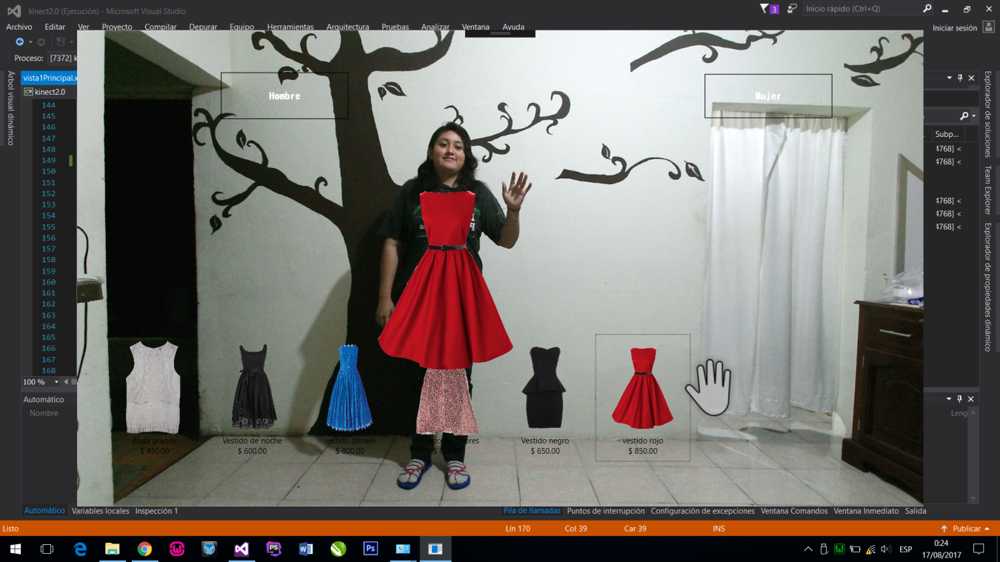 kinect2.0 (Ejecución) - Microsoft Visual Studio
3
Inicio rápido (Ctrl+Q)
Archivo Editar Ver Proyecto Compilar Depurar Equipo Herramientas Arquitectura Pruebas Analizar Ventana Ayuda
Iniciar sesión
Proceso: [7372] k
Árbol visual dinámico
vista1Principal.x
kinect2.0
Hombre
Mujer
144
145
146
147
148
149
150
151
152
153
154
155
156
157
158
159
160
161
162
163
164
165
166
167
168
Subp...
[768] <
[768] <
[768] <
[768] <
[768] <
Explorador de soluciones
Team Explorer
Explorador de propiedades dinámico
100 %
Automático
Nombre
Leng
Blusa grande
$ 450.00
Vestido de noche
$ 600.00
vestido armani
$ 800.00
Vestido negro
$ 650.00
vestido rojo
$ 850.00
Automático Variables locales Inspección 1
Pila de llamadas Puntos de interrupción Configuración de excepciones Ventana Comandos Ventana Inmediato Salida
Listo
Lín 170 Col 39 Car 39 INS
Publicar
ESP
0:24
17/08/2017